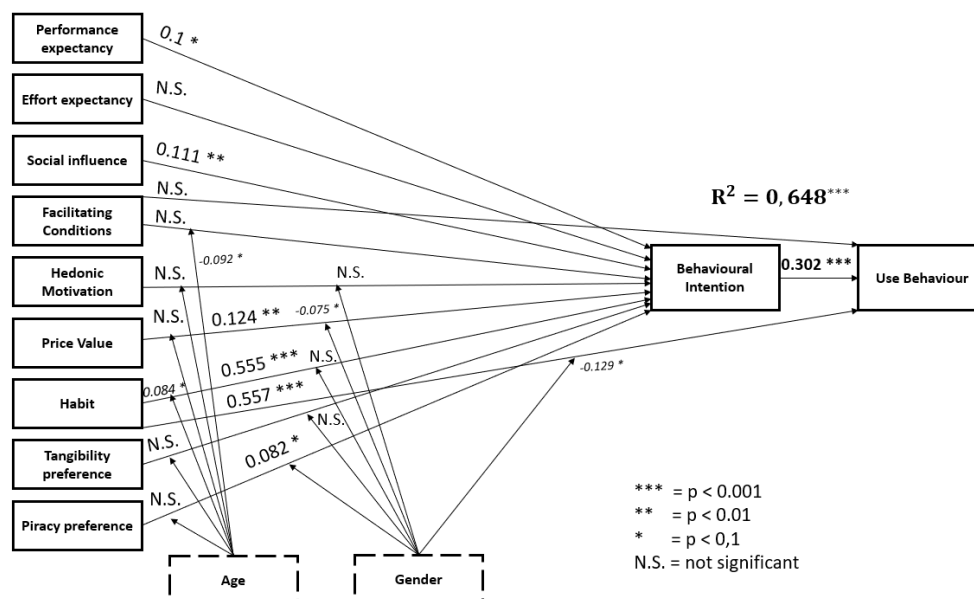 Performance
expectancy
0.1 *
Effort expectancy
N.S.
Social influence
0.111 **
N.S.
R² = 0,648***
Facilitating
Conditions
N.S.
-0.092 *
Hedonic
Motivation
N.S.
N.S.
Behavioural
Intention
0.302 ***
Use Behaviour
Price Value
N.S.
0.124 **
-0.075 *
Habit
0.084 *
0.555 ***
N.S.
0.557 ***
-0.129 *
Tangibility
preference
N.S.
N.S.
0.082 *
Piracy preference
N.S.
*** = p < 0.001
** = p < 0.01
* = p < 0,1
N.S. = not significant
Age
Gender